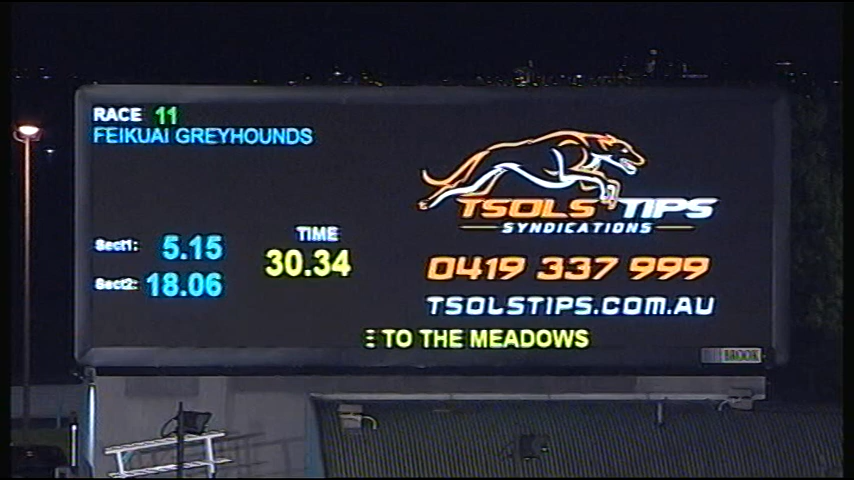 RACE 11
FEIKUAI GREYHOUNDS
TSOLS TIPS
SYNDICATIONS
Sect1: 5.15
TIME
30.34
Sect2: 18.06
0419 337 999
TSOLSTIPS.COM.AU
TO THE MEADOWS
BROOK